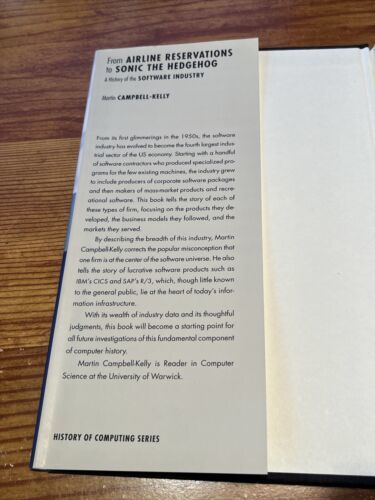 From AIRLINE RESERVATIONS
to SONIC THE HEDGEHOG
A History of the SOFTWARE INDUSTRY
Martin CAMPBELL-KELLY
From its first glimmerings in the 1950s, the software
industry has evolved to become the fourth largest indus
trial sector of the US economy. Starting with a handful
of software contractors who produced specialized pro-
grams for the few existing machines, the industry grew
to include producers of corporate software packages
and then makers of mass-market products and recre-
ational software. This book tells the story of each of
these types of firm, focusing on the products they de-
veloped, the business models they followed, and the
markets they served.
By describing the breadth of this industry, Martin
Campbell-Kelly corrects the popular misconception that
one firm is at the center of the software universe. He also
tells the story of lucrative software products such as
IBM's CICS and SAP's R/3, which, though little known
to the general public, lie at the heart of today's infor-
mation infrastructure.
With its wealth of industry data and its thoughtful
judgments, this book will become a starting point for
all future investigations of this fundamental component
of computer history.
Martin Campbell-Kelly is Reader in Computer
Science at the University of Warwick.
HISTORY OF COMPUTING SERIES